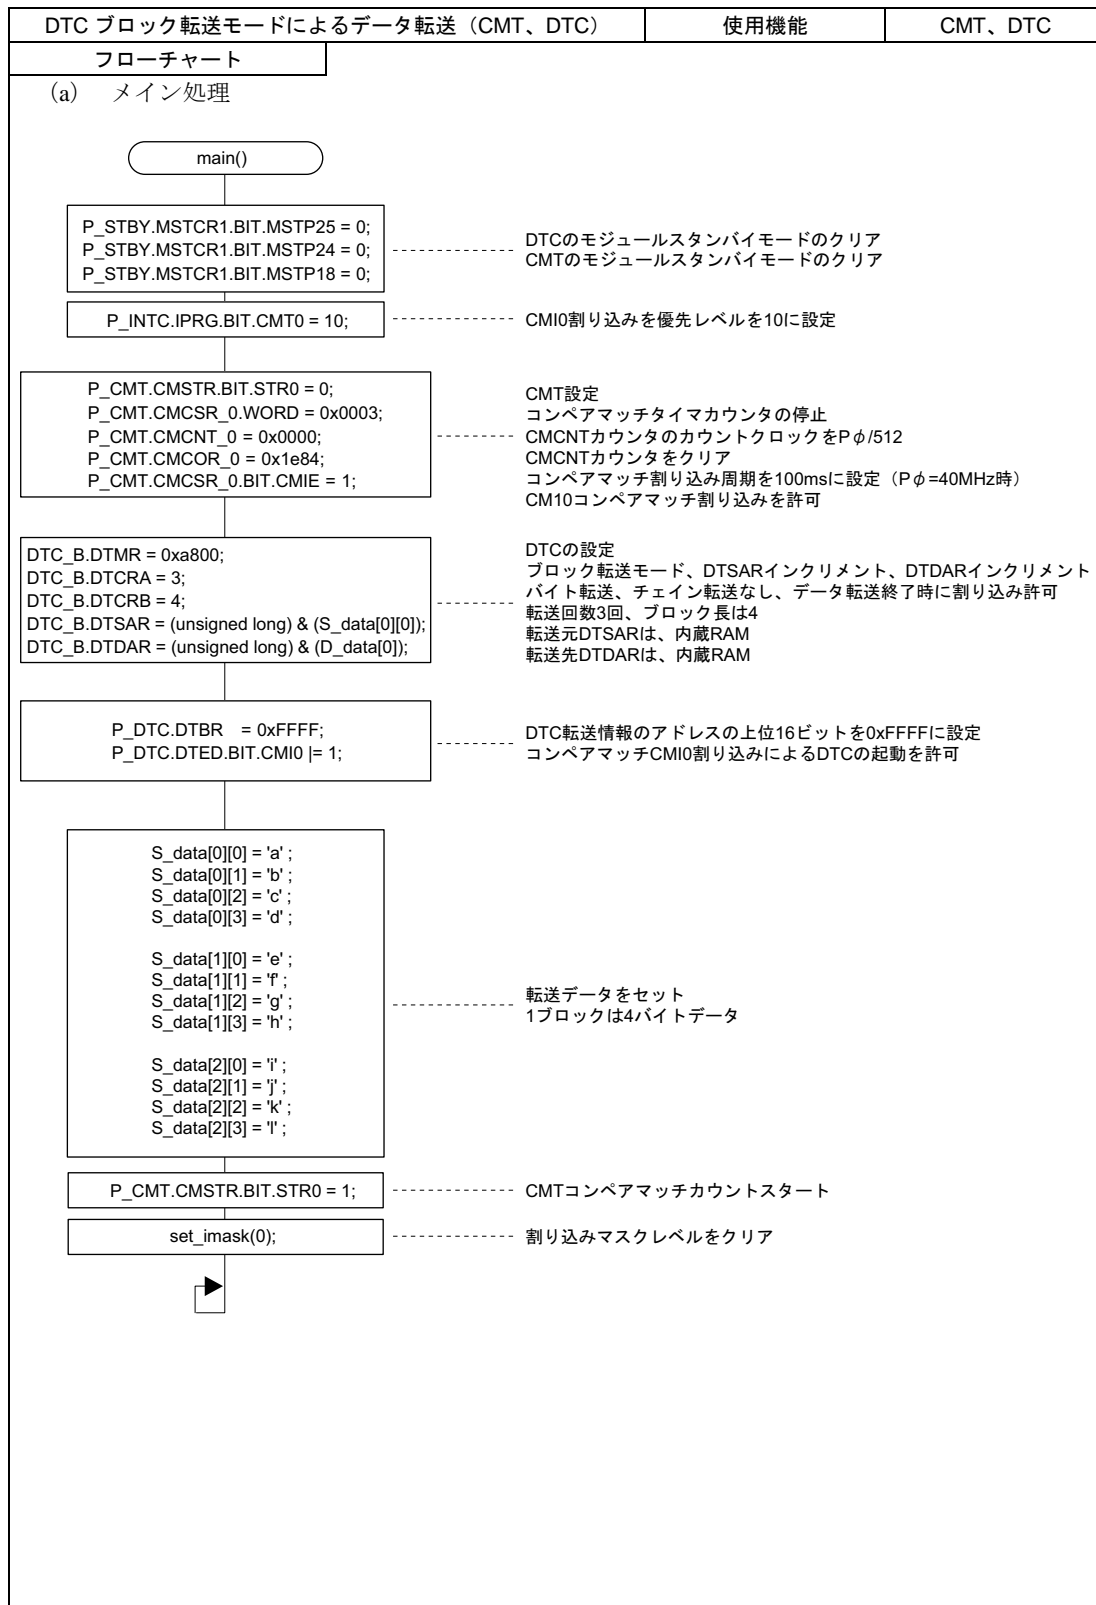 DTC ブロック転送モードによるデータ転送（CMT、DTC）
使用機能
CMT、DTC
フローチャート
（a） メイン処理
main()
P_STBY.MSTCR1.BIT.MSTP25 = 0;
P_STBY.MSTCR1.BIT.MSTP24 = 0;
P_STBY.MSTCR1.BIT.MSTP18 = 0;
DTCのモジュールスタンバイモードのクリア
CMTのモジュールスタンバイモードのクリア
P_INTC.IPRG.BIT.CMT0 = 10;
CMI0割り込みを優先レベルを10に設定
P_CMT.CMSTR.BIT.STR0 = 0;
P_CMT.CMCSR_0.WORD = 0x0003;
P_CMT.CMCNT_0 = 0x0000;
P_CMT.CMCOR_0 = 0x1e84;
P_CMT.CMCSR_0.BIT.CMIE = 1;
CMT設定
コンペアマッチタイマカウンタの停止
CMCNTカウンタのカウントクロックをPφ/512
CMCNTカウンタをクリア
コンペアマッチ割り込み周期を100msに設定（Pφ=40MHz時）
CM10コンペアマッチ割り込みを許可
DTC_B.DTMR = 0xa800;
DTC_B.DTCRA = 3;
DTC_B.DTCRB = 4;
DTC_B.DTSAR = (unsigned long) & (S_data[0][0]);
DTC_B.DTDAR = (unsigned long) & (D_data[0]);
DTCの設定
ブロック転送モード、DTSARインクリメント、DTDARインクリメント
バイト転送、チェイン転送なし、データ転送終了時に割り込み許可
転送回数3回、ブロック長は4
転送元DTSARは、内蔵RAM
転送先DTDARは、内蔵RAM
P_DTC.DTBR = 0xFFFF;
P_DTC.DTED.BIT.CMI0 |= 1;
DTC転送情報のアドレスの上位16ビットを0xFFFFに設定
コンペアマッチCMI0割り込みによるDTCの起動を許可
S_data[0][0] = 'a' ;
S_data[0][1] = 'b' ;
S_data[0][2] = 'c' ;
S_data[0][3] = 'd' ;
S_data[1][0] = 'e' ;
S_data[1][1] = 'f' ;
S_data[1][2] = 'g' ;
S_data[1][3] = 'h' ;
S_data[2][0] = 'i' ;
S_data[2][1] = 'j' ;
S_data[2][2] = 'k' ;
S_data[2][3] = 'l' ;
転送データをセット
1ブロックは4バイトデータ
P_CMT.CMSTR.BIT.STR0 = 1;
CMTコンペアマッチカウントスタート
set_imask(0);
割り込みマスクレベルをクリア